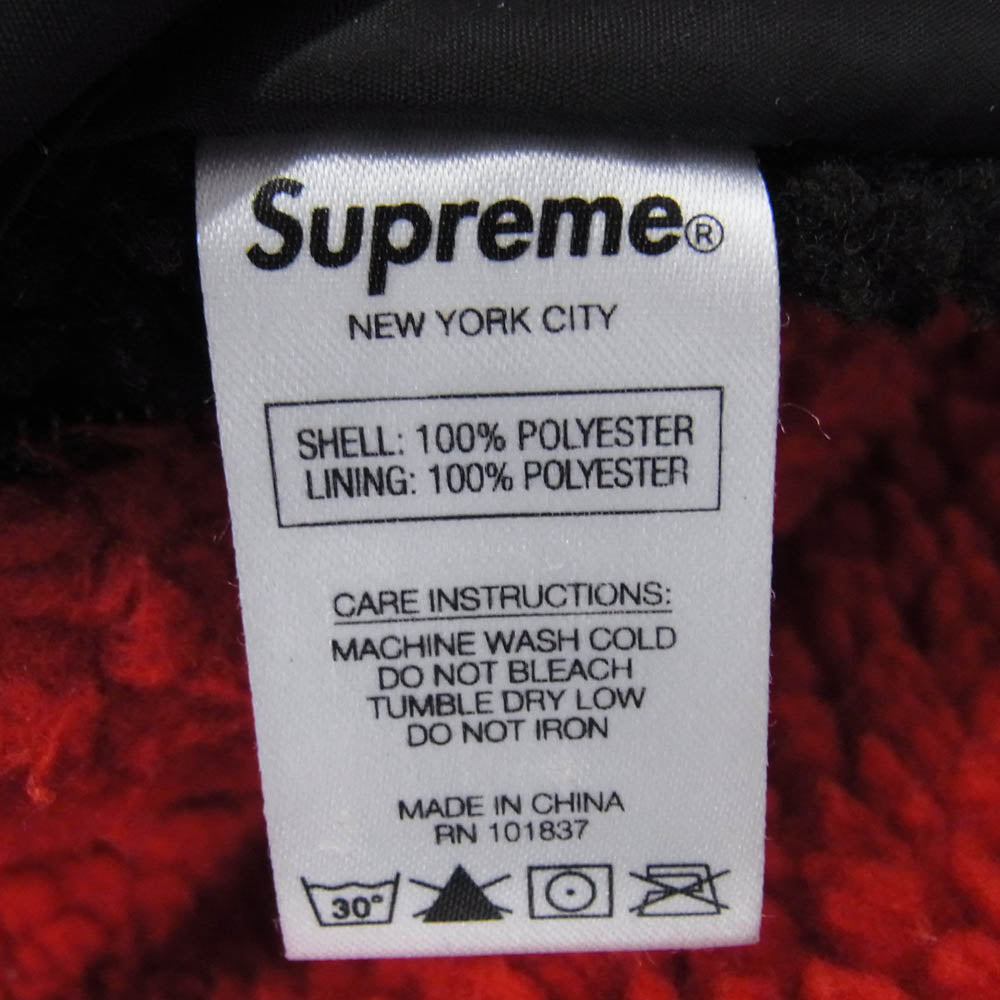 Supreme®
NEW YORK CITY
SHELL: 100% POLYESTER
LINING: 100% POLYESTER
CARE INSTRUCTIONS:
MACHINE WASH COLD
DO NOT BLEACH
TUMBLE DRY LOW
DO NOT IRON
MADE IN CHINA
RN 101837
30°